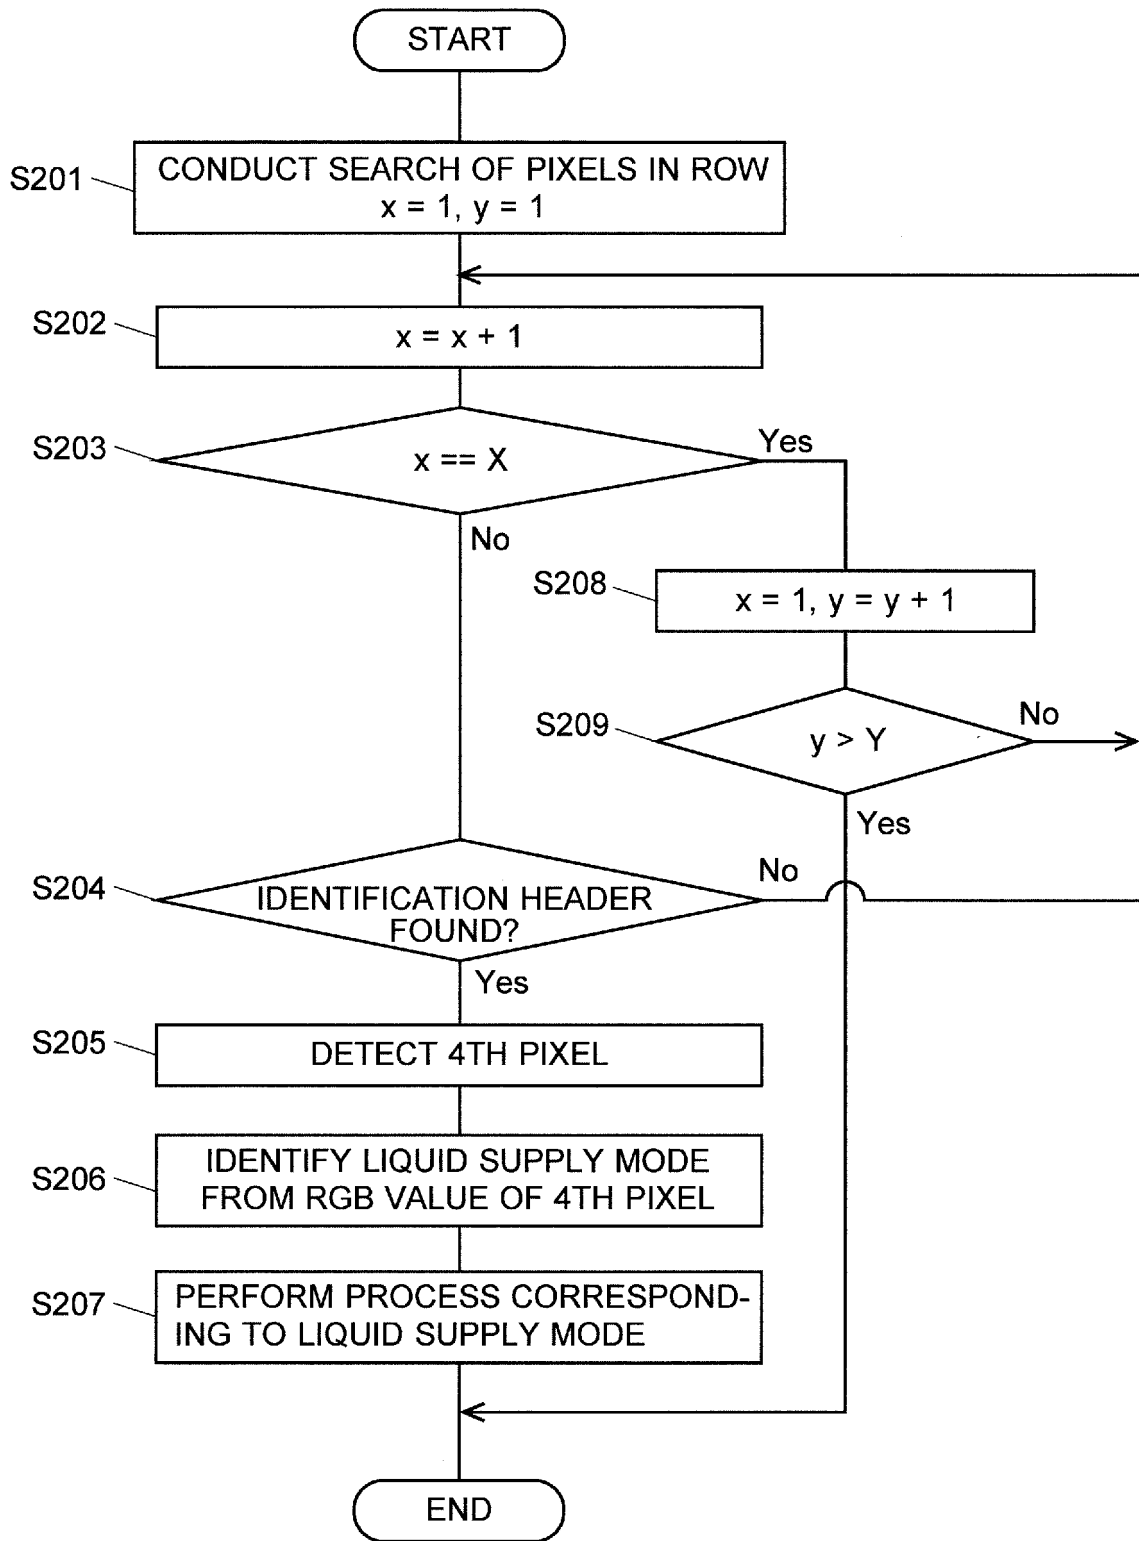 START
S201
CONDUCT SEARCH OF PIXELS IN ROW
x = 1, y = 1
S202
x = x + 1
S203
x == X
Yes
No
S208
x = 1, y = y + 1
S209
y > Y
No
Yes
S204
IDENTIFICATION HEADER
FOUND?
No
Yes
S205
DETECT 4TH PIXEL
S206
IDENTIFY LIQUID SUPPLY MODE
FROM RGB VALUE OF 4TH PIXEL
S207
PERFORM PROCESS CORRESPOND-
ING TO LIQUID SUPPLY MODE
END